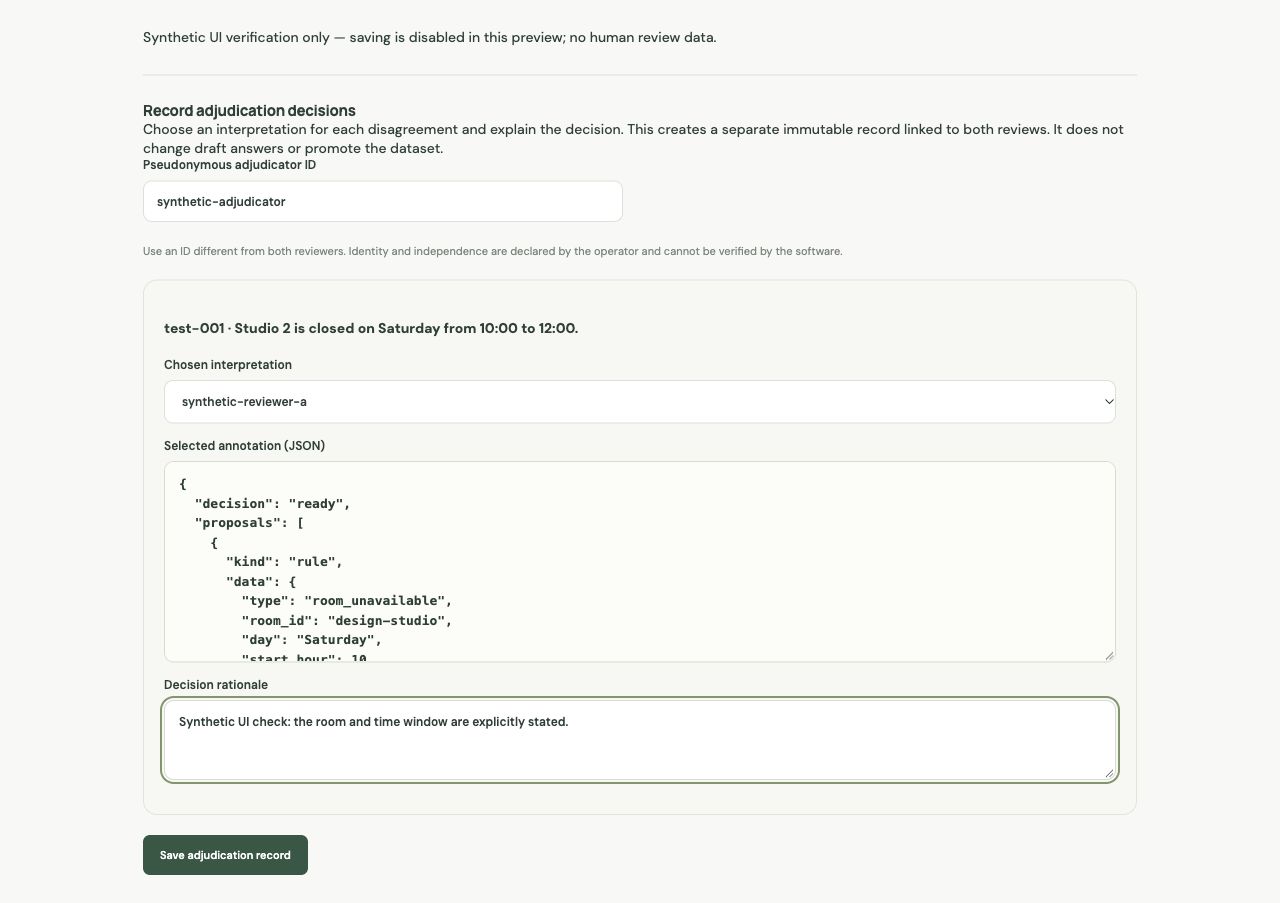 Synthetic UI verification only — saving is disabled in this preview; no human review data.
Record adjudication decisions
Choose an interpretation for each disagreement and explain the decision. This creates a separate immutable record linked to both reviews. It does not
change draft answers or promote the dataset.
Pseudonymous adjudicator ID
synthetic-adjudicator
Use an ID different from both reviewers. Identity and independence are declared by the operator and cannot be verified by the software.
test-001 · Studio 2 is closed on Saturday from 10:00 to 12:00.
Chosen interpretation
synthetic-reviewer-a
Selected annotation (JSON)
{
  "decision": "ready",
  "proposals": [
    {
      "kind": "rule",
      "data": {
        "type": "room_unavailable",
        "room_id": "design-studio",
        "day": "Saturday",
        "start_hour": 10
Decision rationale
Synthetic UI check: the room and time window are explicitly stated.
Save adjudication record